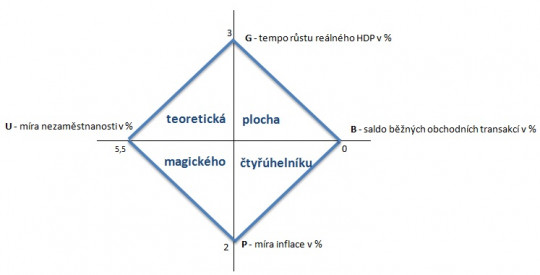 3
G - tempo růstu reálného HDP v %
teoretická plocha
U - míra nezaměstnanosti v %
B - saldo běžných obchodních transakcí v %
5,5
0
magického čtyřúhelníku
2
P - míra inflace v %